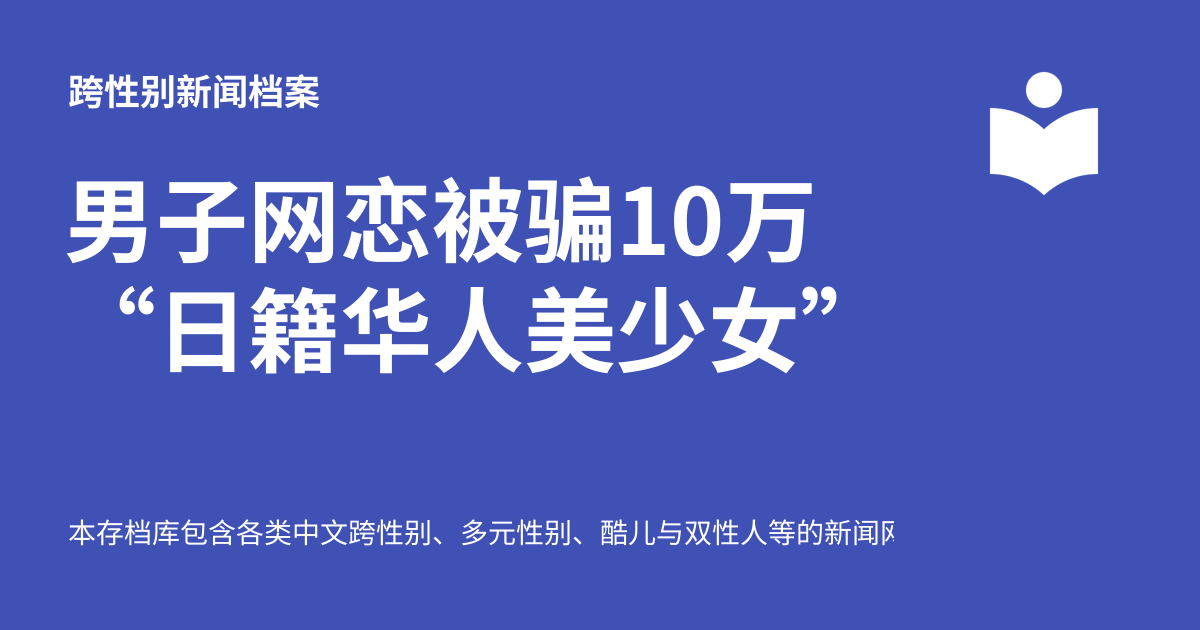 跨性别新闻档案
男子网恋被骗10万
“日籍华人美少女”
本存档库包含各类中文跨性别、多元性别、酷儿与双性人等的新闻